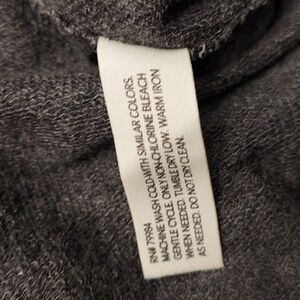 RN# 79984
MACHINE WASH COLD WITH SIMILAR COLORS.
GENTLE CYCLE. ONLY NON-CHLORINE BLEACH
WHEN NEEDED. TUMBLE DRY LOW. WARM IRON
AS NEEDED. DO NOT DRY CLEAN.